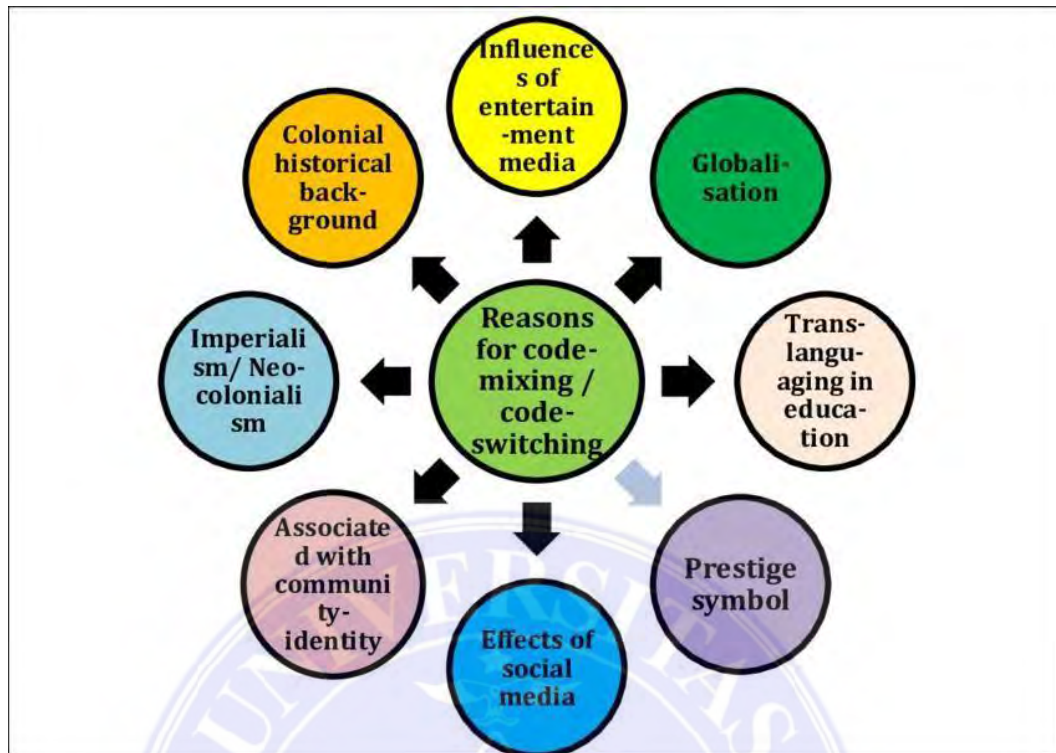 Influence
s of
entertain
-ment
media
Globali-
sation
Trans-
langu-
aging in
educa-
tion
Prestige
symbol
Effects of
social
media
Associate
d with
communi
ty-
identity
Imperiali
sm/ Neo-
coloniali
sm
Colonial
historical
back-
ground
Reasons
for code-
mixing /
code-
switching
UNIVERSITAS